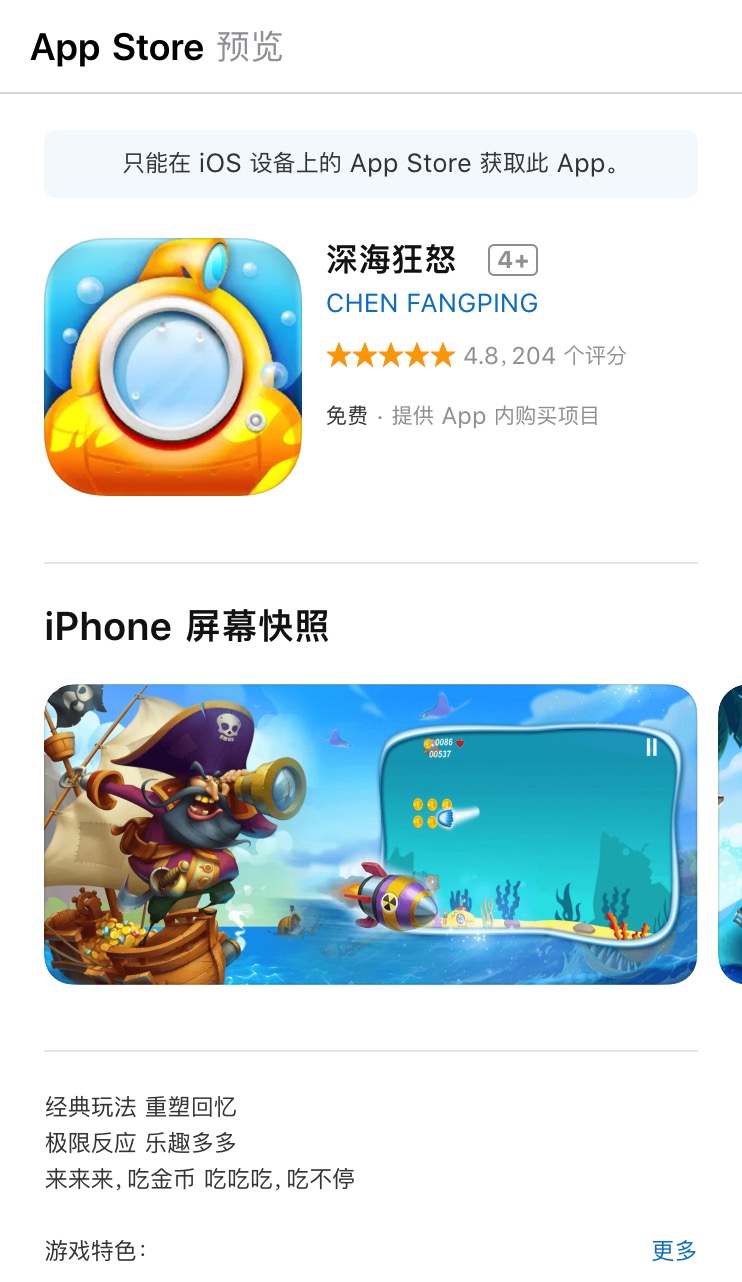 App Store 预览
只能在 iOS 设备上的 App Store 获取此 App。
深海狂怒 4+
CHEN FANGPING
4.8, 204 个评分
免费 · 提供 App 内购买项目
iPhone 屏幕快照
0086
00537
经典玩法 重塑回忆
极限反应 乐趣多多
来来来, 吃金币 吃吃吃, 吃不停
游戏特色: 更多